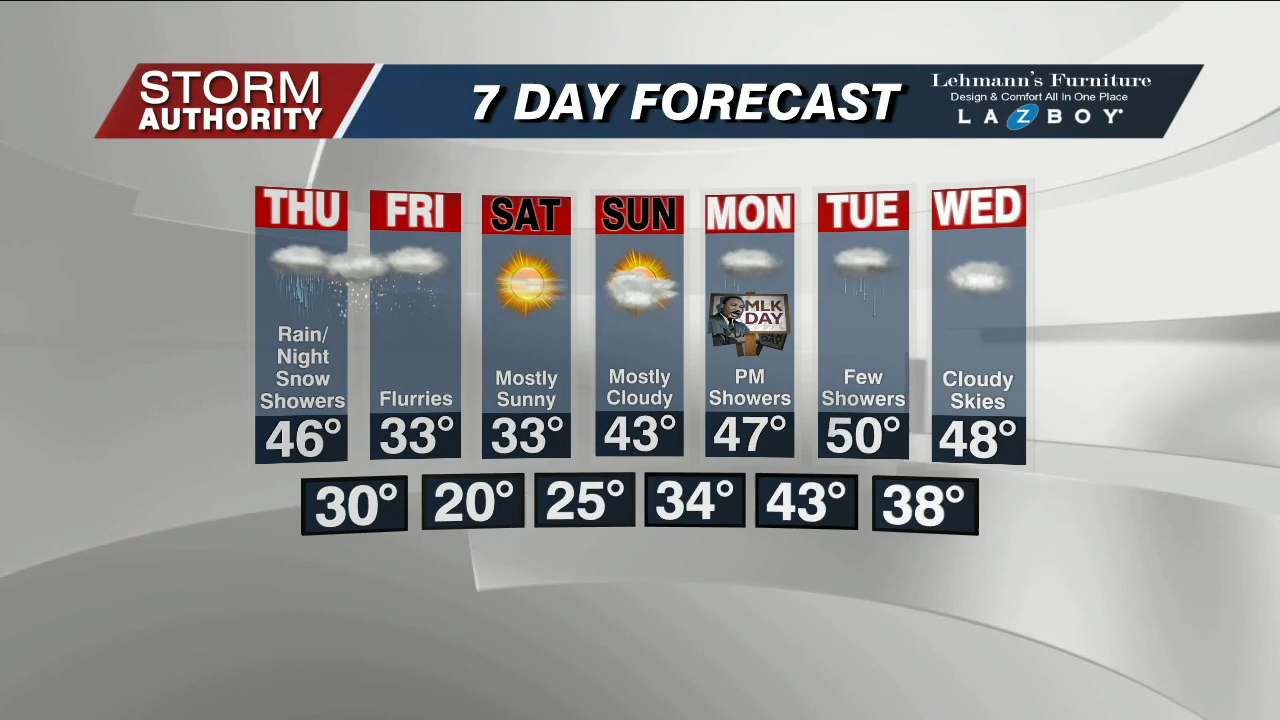 STORM
AUTHORITY
7 DAY FORECAST
Lehmann's Furniture
Design & Comfort All In One Place
LAZBOY®
THU
FRI
SAT
SUN
MON
TUE
WED
MLK
DAY
Rain/
Night
Snow
Showers
Flurries
Mostly
Sunny
Mostly
Cloudy
PM
Showers
Few
Showers
Cloudy
Skies
46°
33°
33°
43°
47°
50°
48°
30°
20°
25°
34°
43°
38°